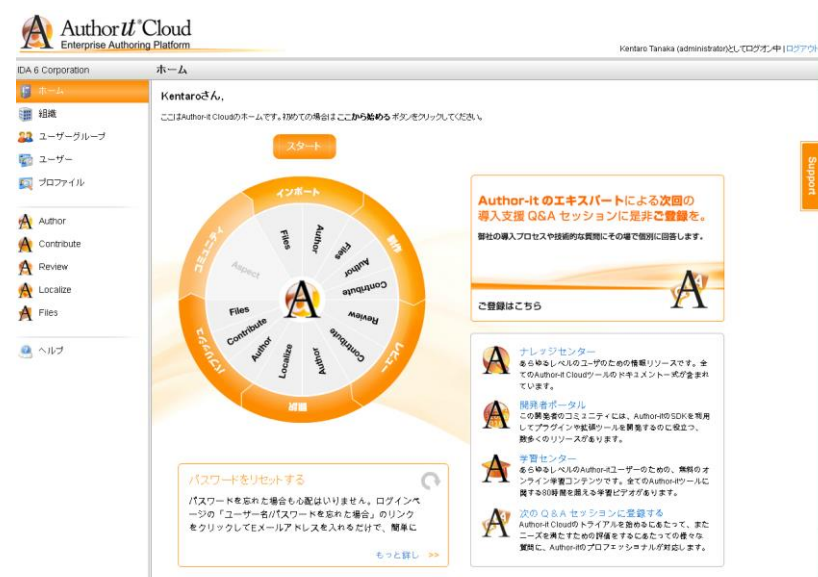 Authorit® Cloud
Enterprise Authoring Platform
Kentaro Tanaka (administrator)としてログオン中 | ログアウト
IDA 6 Corporation
ホーム
ホーム
組織
ユーザーグループ
ユーザー
プロファイル
Author
Contribute
Review
Localize
Files
ヘルプ
Kentaroさん,
ここはAuthor-it Cloudのホームです。初めての場合はここから始める ボタンをクリックしてください。
スタート
インポート
制作
レビュー
翻訳
パブリッシュ
コミュニティ
Files
Author
Files
Author
Contribute
Review
Contribute
Author
Localize
Author
Contribute
Files
Aspect
パスワードをリセットする
パスワードを忘れた場合も心配はいりません。ログインペ
ージの「ユーザー名/パスワードを忘れた場合」のリンク
をクリックしてEメールアドレスを入れるだけで、簡単に
もっと詳し >>
Author-it のエキスパートによる次回の
導入支援 Q&A セッションに是非ご登録を。
御社の導入プロセスや技術的な質問にその場で個別に回答します。
ご登録はこちら
ナレッジセンター
あらゆるレベルのユーザのための情報リソースです。全
てのAuthor-it Cloudツールのドキュメント一式が含まれ
ています。
開発者ポータル
この開発者のコミュニティには、Author-itのSDKを利用
してプラグインや拡張ツールを開発するのに役立つ、
数多くのリソースがあります。
学習センター
あらゆるレベルのAuthor-itユーザーのための、無料のオ
ンライン学習コンテンツです。全てのAuthor-itツールに
関する80時間を超える学習ビデオがあります。
次のQ&Aセッションに登録する
Author-it Cloudのトライアルを始めるにあたって、また
ニーズを満たすための評価をするにあたっての様々な
質問に、Author-itのプロフェッショナルが対応します。
Support